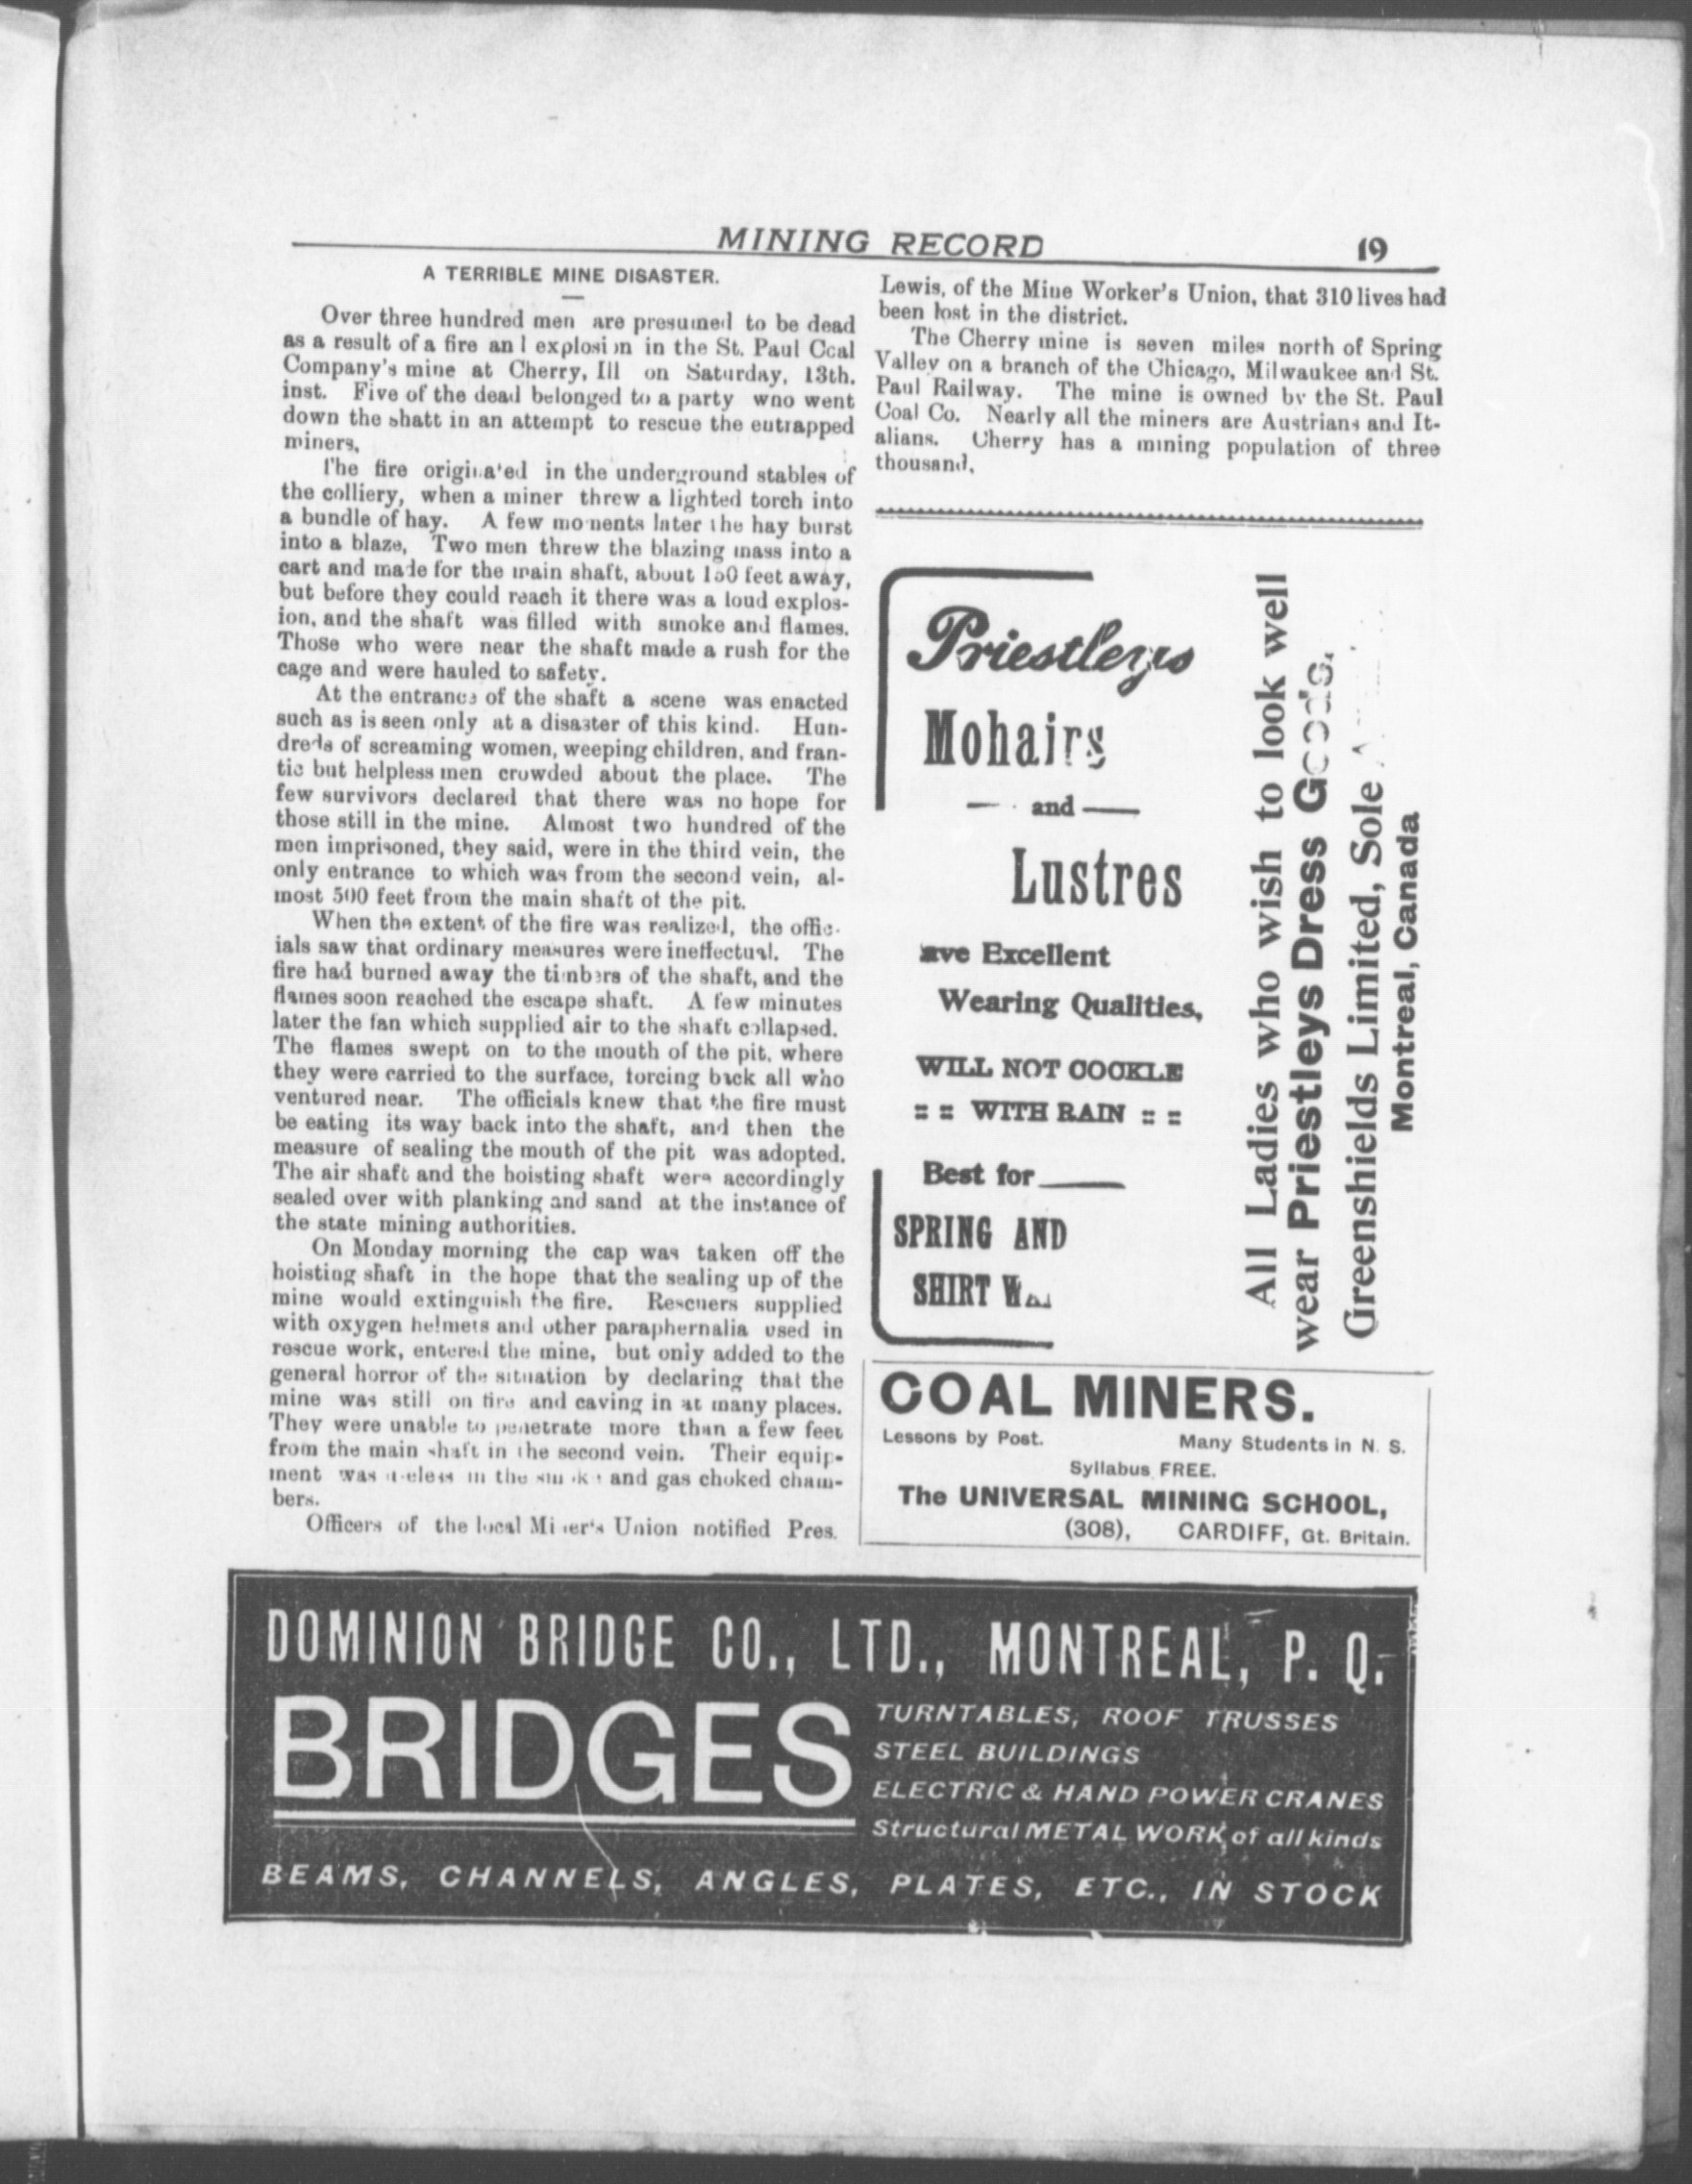 MINING RECORD 19
A TERRIBLE MINE DISASTER.
Over three hundred men are presumed to be dead
as a result of a fire and explosion in the St. Paul Coal
Company's mine at Cherry, Ill on Saturday, 13th.
inst. Five of the dead belonged to a party who went
down the shaft in an attempt to rescue the entrapped
miners,
The fire originated in the underground stables of
the colliery, when a miner threw a lighted torch into
a bundle of hay. A few moments later the hay burst
into a blaze, Two men threw the blazing mass into a
cart and made for the main shaft, about 150 feet away,
but before they could reach it there was a loud explos-
ion, and the shaft was filled with smoke and flames.
Those who were near the shaft made a rush for the
cage and were hauled to safety.
At the entrance of the shaft a scene was enacted
such as is seen only at a disaster of this kind. Hun-
dreds of screaming women, weeping children, and fran-
tic but helpless men crowded about the place. The
few survivors declared that there was no hope for
those still in the mine. Almost two hundred of the
men imprisoned, they said, were in the third vein, the
only entrance to which was from the second vein, al-
most 500 feet from the main shaft of the pit.
When the extent of the fire was realized, the offic-
ials saw that ordinary measures were ineffectual. The
fire had burned away the timbers of the shaft, and the
flames soon reached the escape shaft. A few minutes
later the fan which supplied air to the shaft collapsed.
The flames swept on to the mouth of the pit, where
they were carried to the surface, forcing back all who
ventured near. The officials knew that the fire must
be eating its way back into the shaft, and then the
measure of sealing the mouth of the pit was adopted.
The air shaft and the hoisting shaft were accordingly
sealed over with planking and sand at the instance of
the state mining authorities.
On Monday morning the cap was taken off the
hoisting shaft in the hope that the sealing up of the
mine would extinguish the fire. Rescuers supplied
with oxygen helmets and other paraphernalia used in
rescue work, entered the mine, but only added to the
general horror of the situation by declaring that the
mine was still on fire and caving in at many places.
They were unable to penetrate more than a few feet
from the main shaft in the second vein. Their equip-
ment was useless in the smoke and gas choked cham-
bers.
Officers of the local Miner's Union notified Pres.
Lewis, of the Mine Worker's Union, that 310 lives had
been lost in the district.
The Cherry mine is seven miles north of Spring
Valley on a branch of the Chicago, Milwaukee and St.
Paul Railway. The mine is owned by the St. Paul
Coal Co. Nearly all the miners are Austrians and It-
alians. Cherry has a mining population of three
thousand,
Priestleys
Mohairs
and
Lustres
ave Excellent
Wearing Qualities,
WILL NOT COCKLE
:: :: WITH RAIN :: ::
Best for
SPRING AND
SHIRT
All Ladies who wish to look well
wear Priestleys Dress Goods.
Greenshields Limited, Sole
Montreal, Canada
COAL MINERS.
Lessons by Post. Many Students in N. S.
Syllabus FREE.
The UNIVERSAL MINING SCHOOL,
(308), CARDIFF, Gt. Britain.
DOMINION BRIDGE CO., LTD., MONTREAL, P. Q.
BRIDGES
TURNTABLES, ROOF TRUSSES
STEEL BUILDINGS
ELECTRIC & HAND POWER CRANES
Structural METAL WORK of all kinds
BEAMS, CHANNELS, ANGLES, PLATES, ETC., IN STOCK